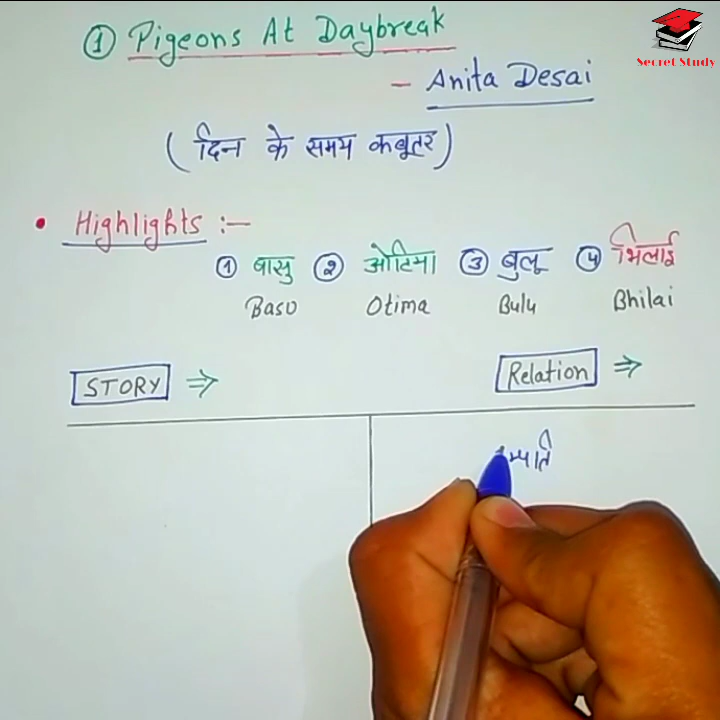 ① Pigeons At Daybreak
Secret Study
- Anita Desai
(दिन के समय कबूतर)
• Highlights :-
① बासु ② ओटिमा ③ बुलू ④ भिलाई
Baso Otima Bulu Bhilai
STORY ⇒ Relation ⇒